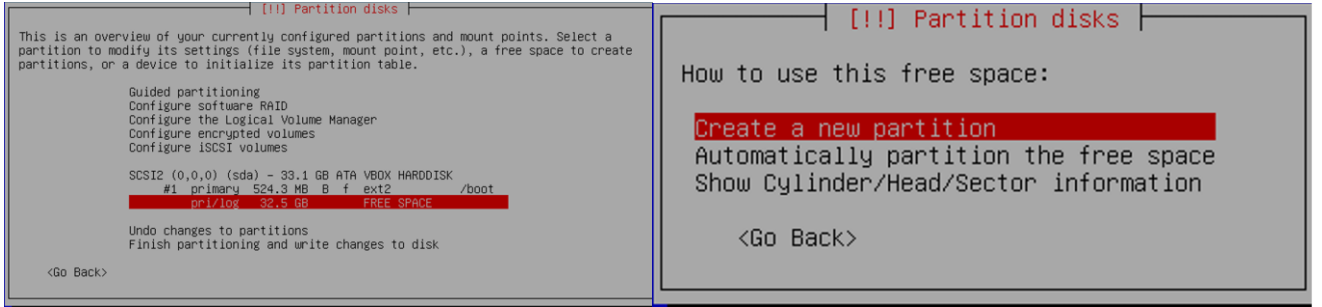 [!!] Partition disks
This is an overview of your currently configured partitions and mount points. Select a
partition to modify its settings (file system, mount point, etc.), a free space to create
partitions, or a device to initialize its partition table.
Guided partitioning
Configure software RAID
Configure the Logical Volume Manager
Configure encrypted volumes
Configure iSCSI volumes
SCSI2 (0,0,0) (sda) - 33.1 GB ATA VBOX HARDDISK
#1 primary 524.3 MB B f ext2 /boot
pri/log 32.5 GB FREE SPACE
Undo changes to partitions
Finish partitioning and write changes to disk
<Go Back>
[!!] Partition disks
How to use this free space:
Create a new partition
Automatically partition the free space
Show Cylinder/Head/Sector information
<Go Back>